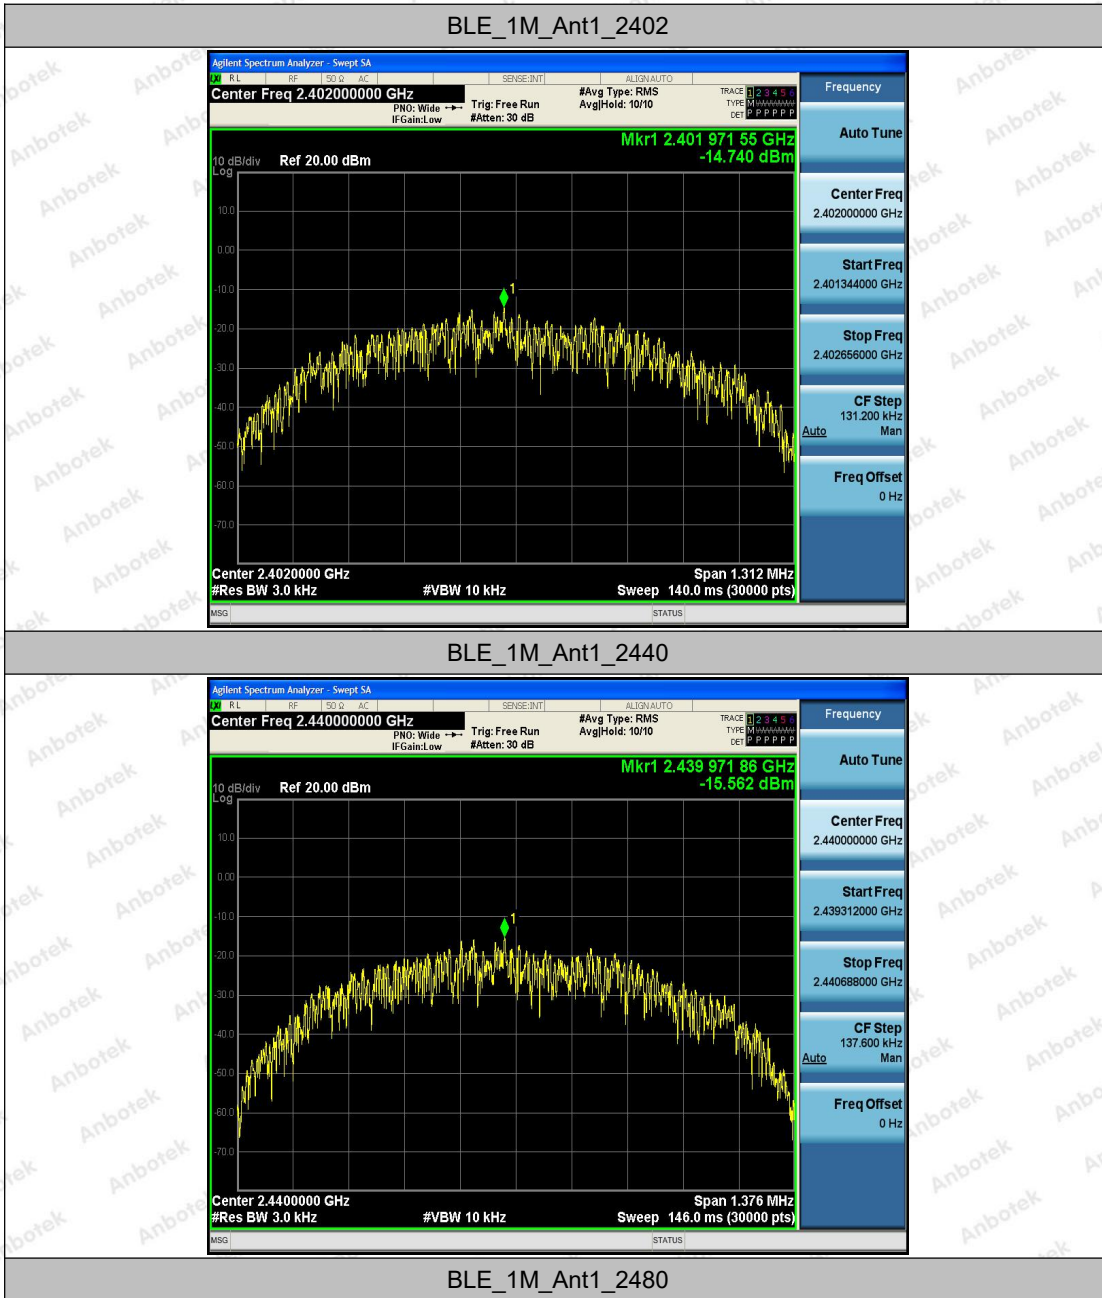 BLE_1M_Ant1_2402
Agilent Spectrum Analyzer - Swept SA
LXI RL RF 50 Ω AC SENSE:INT ALIGNAUTO
Center Freq 2.402000000 GHz
#Avg Type: RMS
TRACE 1 2 3 4 5 6
PNO: Wide
Trig: Free Run
Avg|Hold: 10/10
TYPE M
IFGain:Low
#Atten: 30 dB
DET P P P P P P
Mkr1 2.401 971 55 GHz
-14.740 dBm
10 dB/div Ref 20.00 dBm
Log
10.0
0.00
-10.0
1
-20.0
-30.0
-40.0
-50.0
-60.0
-70.0
Center 2.4020000 GHz Span 1.312 MHz
#Res BW 3.0 kHz #VBW 10 kHz Sweep 140.0 ms (30000 pts)
MSG STATUS
Frequency
Auto Tune
Center Freq
2.402000000 GHz
Start Freq
2.401344000 GHz
Stop Freq
2.402656000 GHz
CF Step
131.200 kHz
Auto Man
Freq Offset
0 Hz
BLE_1M_Ant1_2440
Agilent Spectrum Analyzer - Swept SA
LXI RL RF 50 Ω AC SENSE:INT ALIGNAUTO
Center Freq 2.440000000 GHz
#Avg Type: RMS
TRACE 1 2 3 4 5 6
PNO: Wide
Trig: Free Run
Avg|Hold: 10/10
TYPE M
IFGain:Low
#Atten: 30 dB
DET P P P P P P
Mkr1 2.439 971 86 GHz
-15.562 dBm
10 dB/div Ref 20.00 dBm
Log
10.0
0.00
-10.0
1
-20.0
-30.0
-40.0
-50.0
-60.0
-70.0
Center 2.4400000 GHz Span 1.376 MHz
#Res BW 3.0 kHz #VBW 10 kHz Sweep 146.0 ms (30000 pts)
MSG STATUS
Frequency
Auto Tune
Center Freq
2.440000000 GHz
Start Freq
2.439312000 GHz
Stop Freq
2.440688000 GHz
CF Step
137.600 kHz
Auto Man
Freq Offset
0 Hz
BLE_1M_Ant1_2480
Anbotek